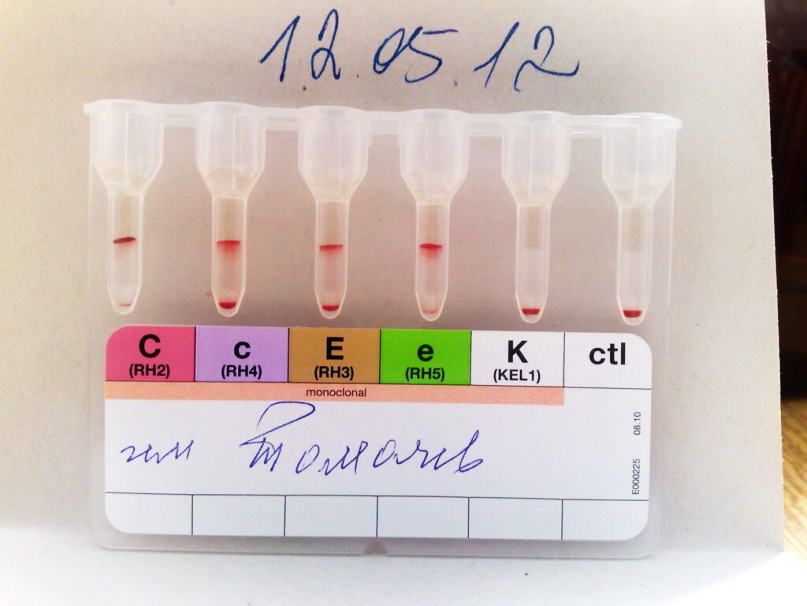 12.05 12
C c E e K ctl
(RH2) (RH4) (RH3) (RH5) (KEL1)
monoclonal
E000225 08.10